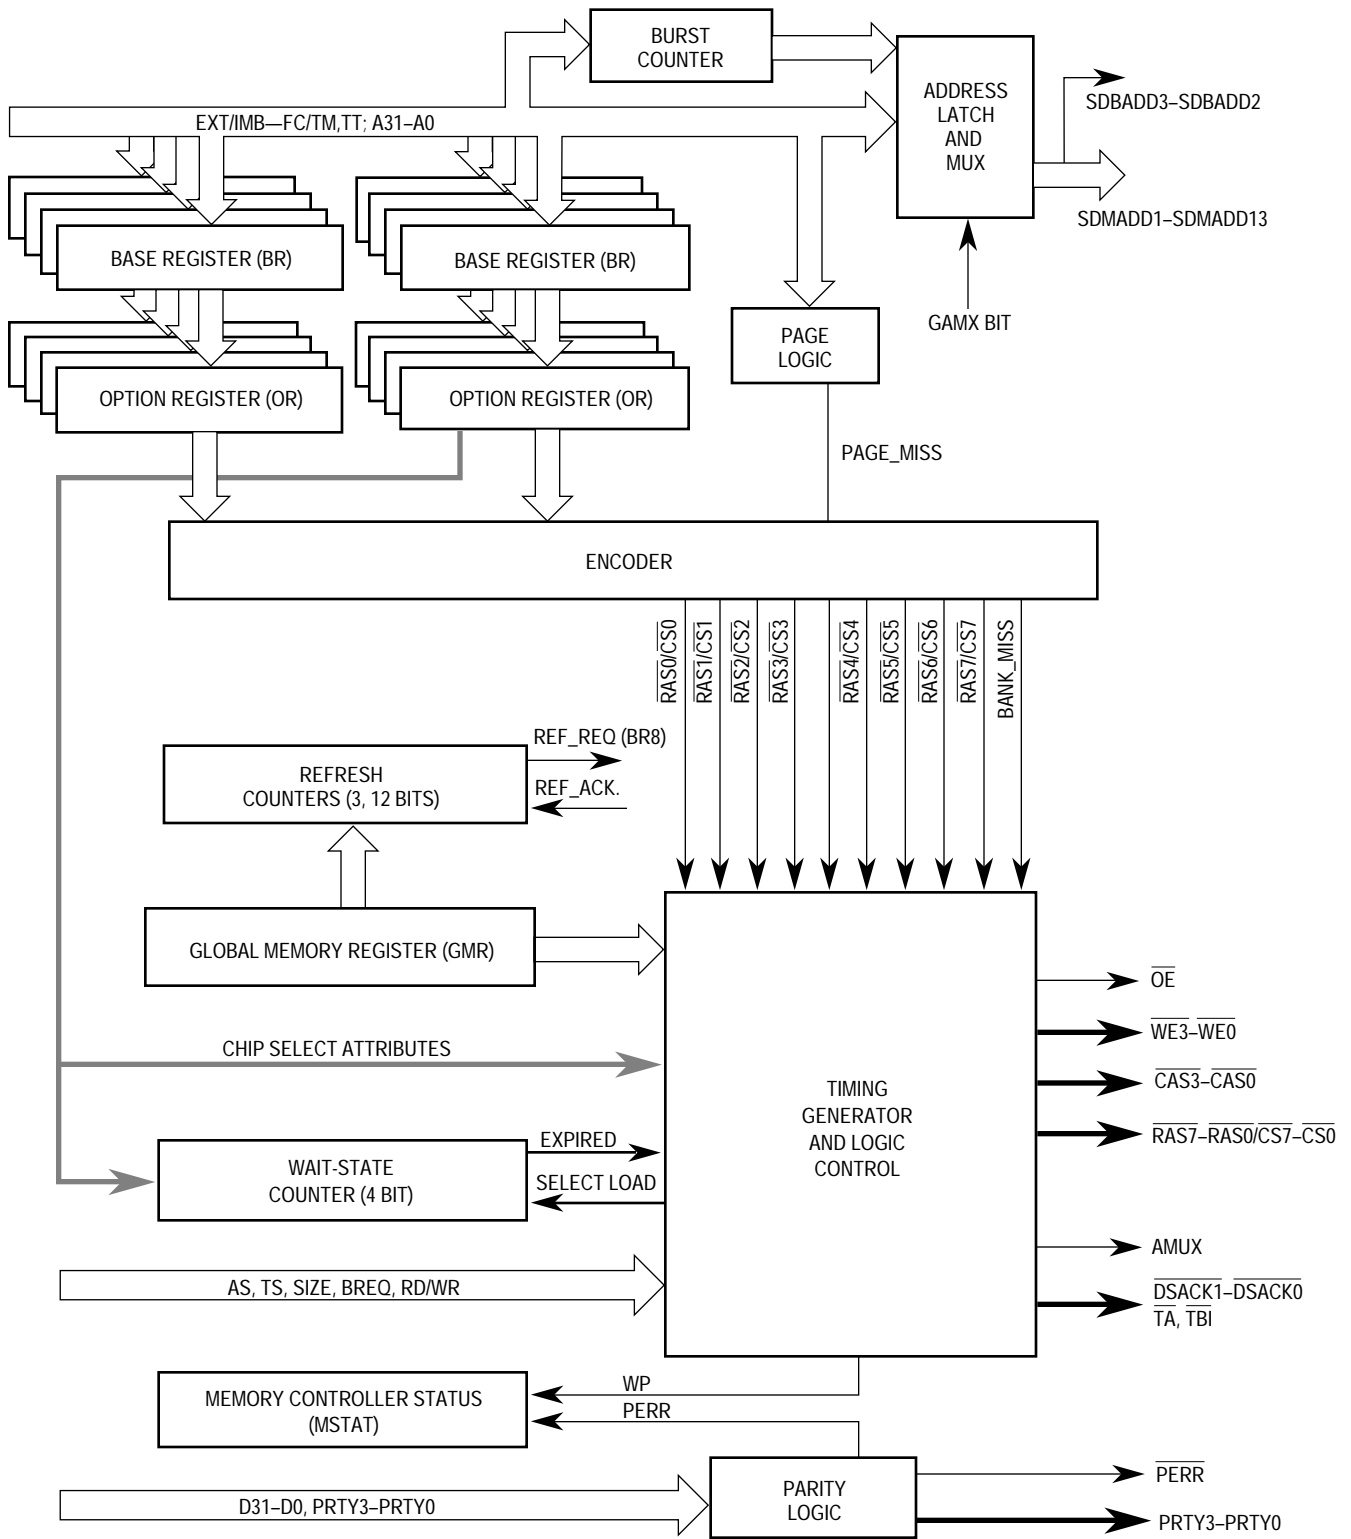 BURST
COUNTER
ADDRESS
LATCH
AND
MUX
SDBADD3–SDBADD2
EXT/IMB—FC/TM,TT; A31–A0
SDMADD1–SDMADD13
BASE REGISTER (BR)
BASE REGISTER (BR)
GAMX BIT
PAGE
LOGIC
OPTION REGISTER (OR)
OPTION REGISTER (OR)
PAGE_MISS
ENCODER
RAS0/CS0
RAS1/CS1
RAS2/CS2
RAS3/CS3
RAS4/CS4
RAS5/CS5
RAS6/CS6
RAS7/CS7
BANK_MISS
REF_REQ (BR8)
REFRESH
COUNTERS (3, 12 BITS)
REF_ACK.
GLOBAL MEMORY REGISTER (GMR)
OE
WE3–WE0
CHIP SELECT ATTRIBUTES
CAS3–CAS0
TIMING
GENERATOR
AND LOGIC
CONTROL
RAS7–RAS0/CS7–CS0
EXPIRED
WAIT-STATE
COUNTER (4 BIT)
SELECT LOAD
AMUX
AS, TS, SIZE, BREQ, RD/WR
DSACK1–DSACK0
TA, TBI
WP
MEMORY CONTROLLER STATUS
(MSTAT)
PERR
PARITY
LOGIC
PERR
D31–D0, PRTY3–PRTY0
PRTY3–PRTY0